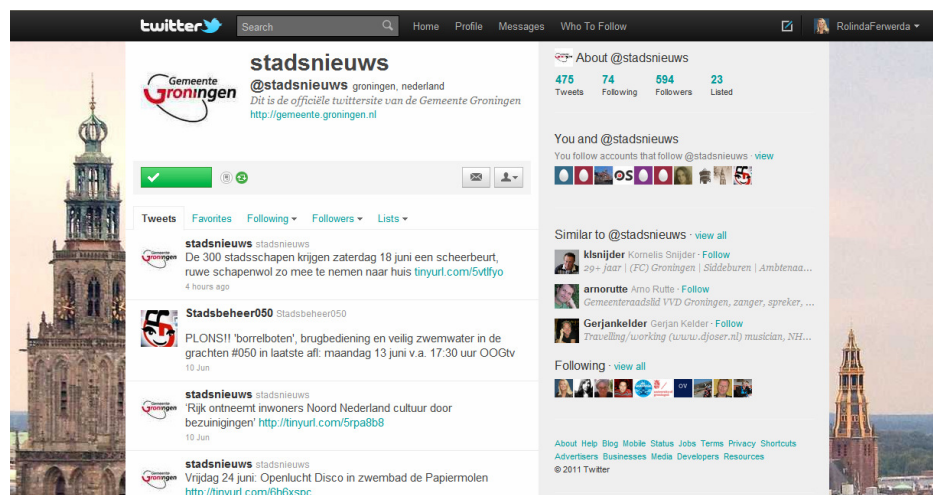 twitter
Search
Home Profile Messages Who To Follow
RolindaFerwerda
Gemeente
Groningen
stadsnieuws
@stadsnieuws groningen, nederland
Dit is de officiële twittersite van de Gemeente Groningen
http://gemeente.groningen.nl
Tweets Favorites Following Followers Lists
stadsnieuws stadsnieuws
De 300 stadsschapen krijgen zaterdag 18 juni een scheerbeurt,
ruwe schapenwol zo mee te nemen naar huis tinyurl.com/5vtlfyo
4 hours ago
Stadsbeheer050 Stadsbeheer050
PLONS!! 'borrelboten', brugbediening en veilig zwemwater in de
grachten #050 in laatste afl: maandag 13 juni v.a. 17:30 uur OOGtv
10 Jun
stadsnieuws stadsnieuws
'Rijk ontneemt inwoners Noord Nederland cultuur door
bezuinigingen' http://tinyurl.com/5rpa8b8
10 Jun
stadsnieuws stadsnieuws
Vrijdag 24 juni: Openlucht Disco in zwembad de Papiermolen
http://tinyurl.com/6h6xspc
About @stadsnieuws
475 74 594 23
Tweets Following Followers Listed
You and @stadsnieuws
You follow accounts that follow @stadsnieuws · view
Similar to @stadsnieuws · view all
klsnijder Kornelis Snijder · Follow
29+ jaar | (FC) Groningen | Siddeburen | Ambtenaa...
arnorutte Arno Rutte · Follow
Gemeenteraadslid VVD Groningen, zanger, spreker, ...
Gerjankelder Gerjan Kelder · Follow
Travelling/working (www.djoser.nl) musician, NH...
Following · view all
About Help Blog Mobile Status Jobs Terms Privacy Shortcuts
Advertisers Businesses Media Developers Resources
© 2011 Twitter